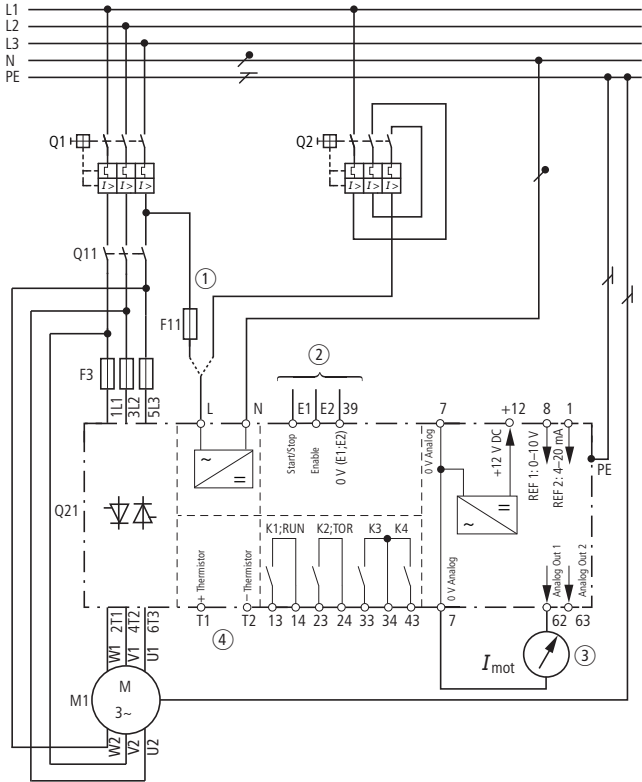 L1
L2
L3
N
PE
Q1
I> I> I>
Q2
I> I> I>
Q11
①
F11
②
F3
1L1
3L2
5L3
L
N
E1
E2
39
7
+12
8
1
Start/Stop
Enable
0 V (E1;E2)
0 V Analog
+12 V DC
REF 1: 0–10 V
REF 2: 4–20 mA
PE
~
=
Q21
~
=
K1;RUN
K2;TOR
K3
K4
+ Thermistor
– Thermistor
0 V Analog
Analog Out 1
Analog Out 2
T1
T2
13
14
23
24
33
34
43
7
62
63
④
2T1
4T2
6T3
W1
V1
U1
I mot
③
M1
M
3~
W2
V2
U2